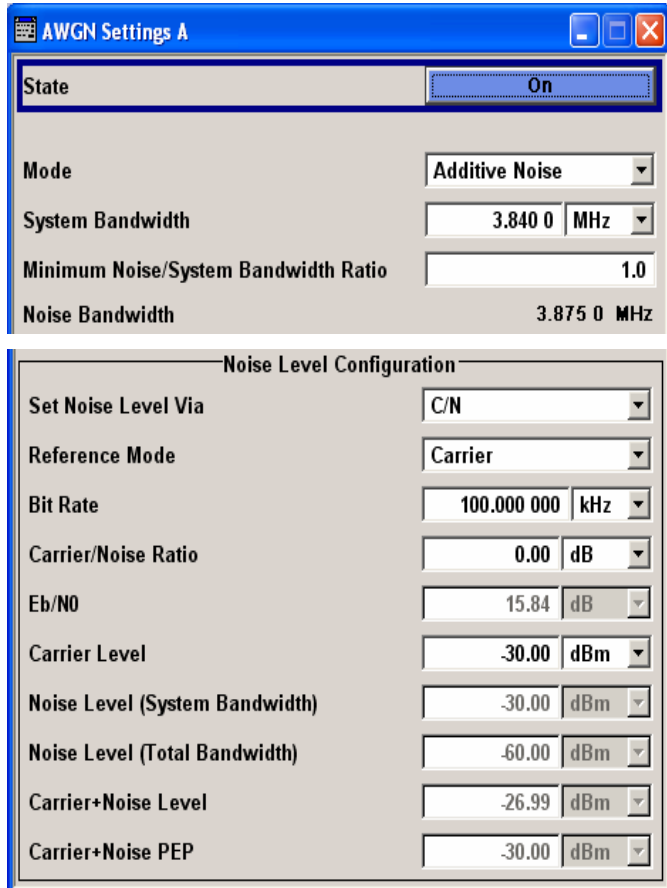 AWGN Settings A
State On
Mode Additive Noise
System Bandwidth 3.840 0 MHz
Minimum Noise/System Bandwidth Ratio 1.0
Noise Bandwidth 3.875 0 MHz
Noise Level Configuration
Set Noise Level Via C/N
Reference Mode Carrier
Bit Rate 100.000 000 kHz
Carrier/Noise Ratio 0.00 dB
Eb/N0 15.84 dB
Carrier Level -30.00 dBm
Noise Level (System Bandwidth) -30.00 dBm
Noise Level (Total Bandwidth) -60.00 dBm
Carrier+Noise Level -26.99 dBm
Carrier+Noise PEP -30.00 dBm